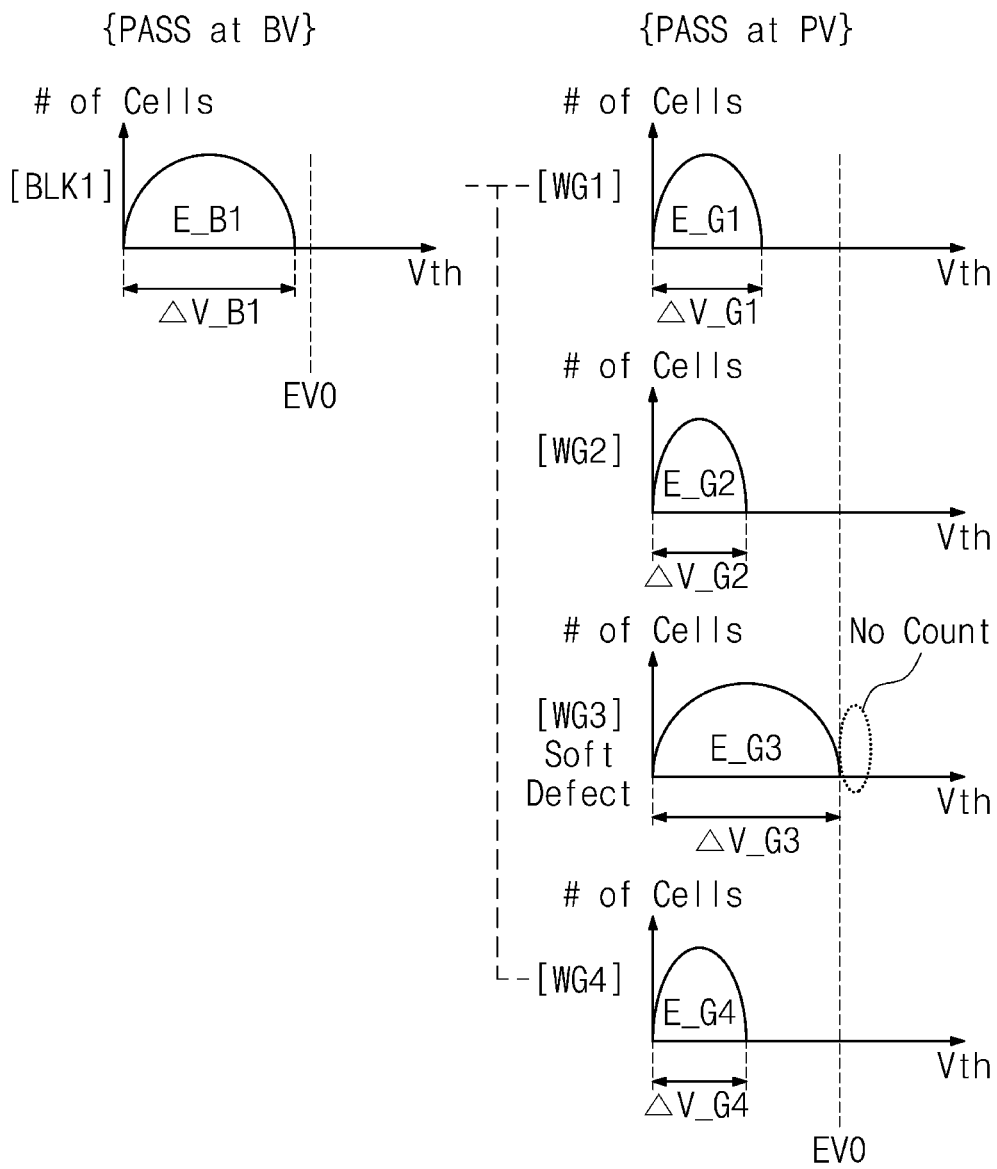 {PASS at BV}
{PASS at PV}
# of Cells
[BLK1]
E_B1
Vth
△V_B1
EV0
# of Cells
[WG1]
E_G1
Vth
△V_G1
# of Cells
[WG2]
E_G2
Vth
△V_G2
# of Cells
No Count
[WG3]
Soft
Defect
E_G3
Vth
△V_G3
# of Cells
[WG4]
E_G4
Vth
△V_G4
EV0